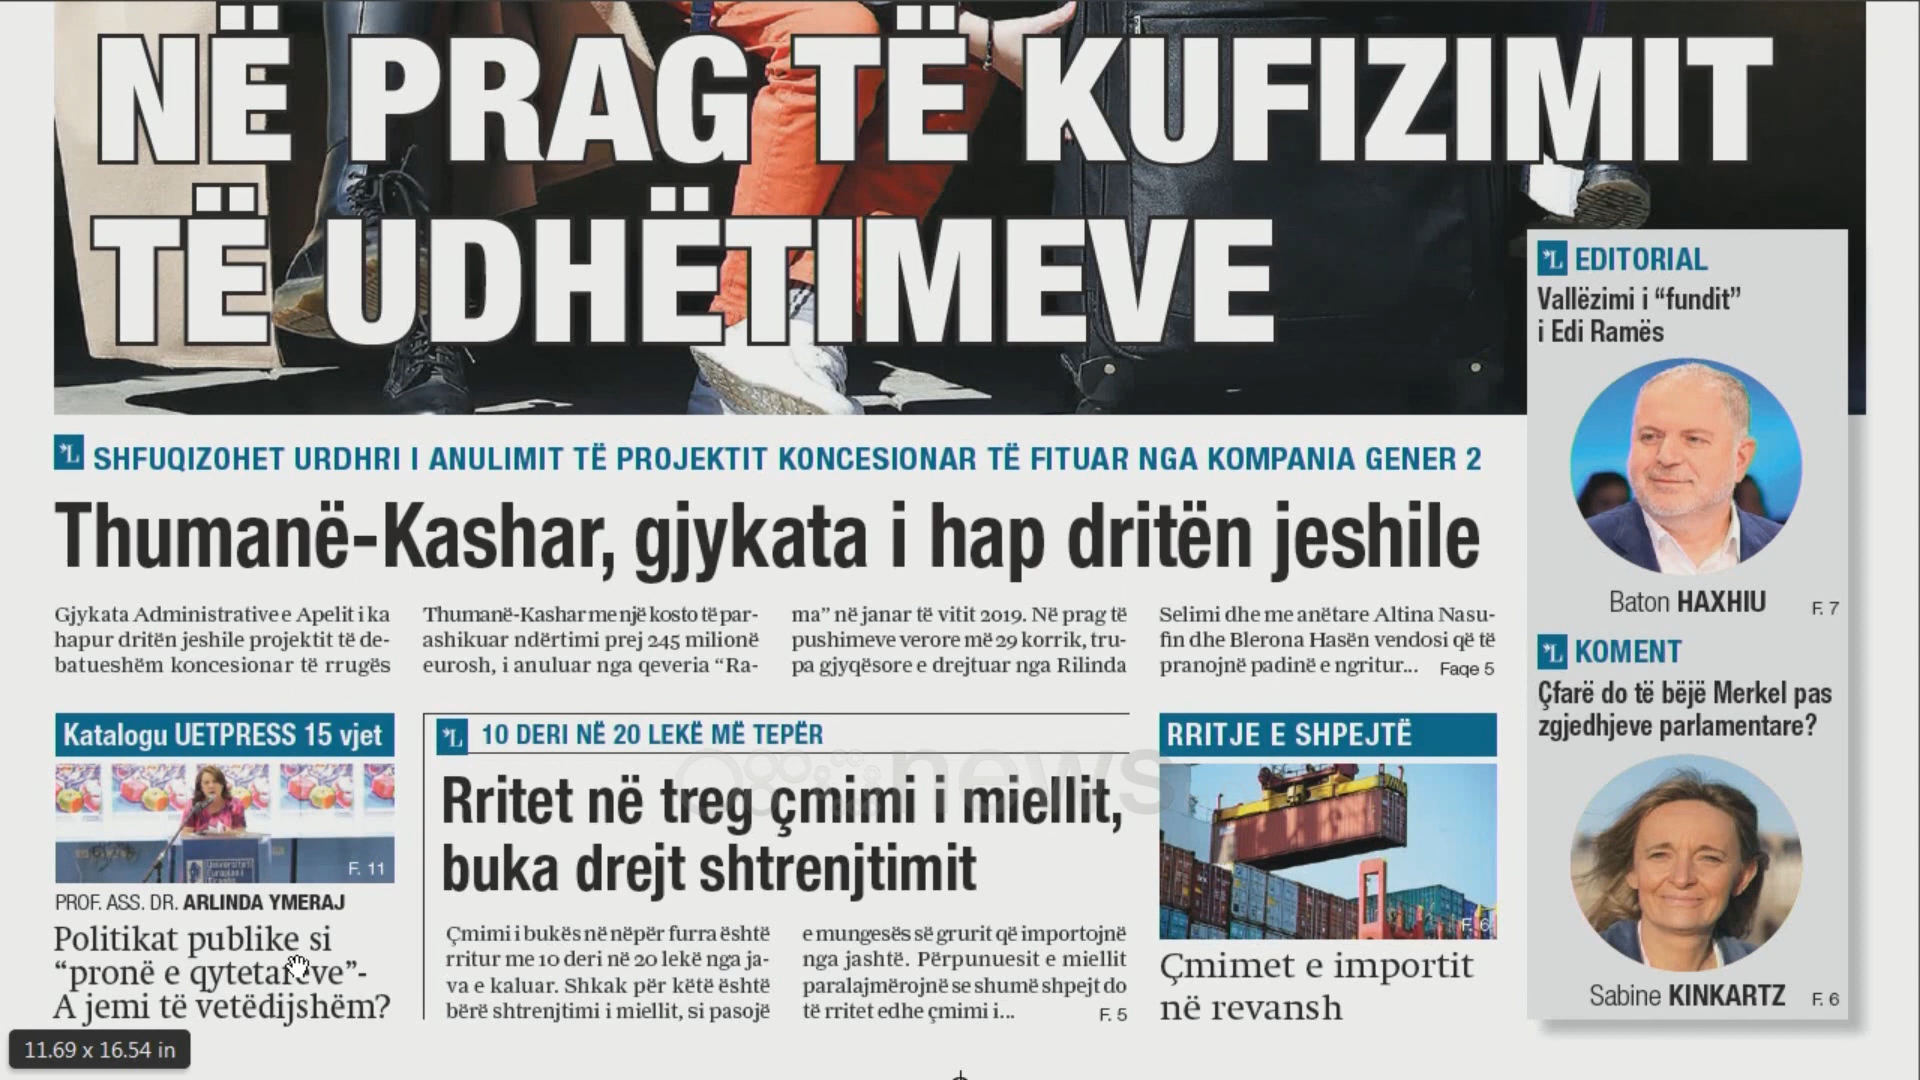 NË PRAG TË KUFIZIMIT
TË UDHËTIMEVE
SHFUQIZOHET URDHRI I ANULIMIT TË PROJEKTIT KONCESIONAR TË FITUAR NGA KOMPANIA GENER 2
Thumanë-Kashar, gjykata i hap dritën jeshile
Gjykata Administrative e Apelit i ka
hapur dritën jeshile projektit të de-
batueshëm koncesionar të rrugës
Thumanë-Kashar me një kosto të par-
ashikuar ndërtimi prej 245 milionë
eurosh, i anuluar nga qeveria “Ra-
ma” në janar të vitit 2019. Në prag të
pushimeve verore më 29 korrik, tru-
pa gjyqësore e drejtuar nga Rilinda
Selimi dhe me anëtare Altina Nasu-
fin dhe Blerona Hasën vendosi që të
pranojnë padinë e ngritur... Faqe 5
Katalogu UETPRESS 15 vjet
F. 11
PROF. ASS. DR. ARLINDA YMERAJ
Politikat publike si
“pronë e qytetarëve”-
A jemi të vetëdijshëm?
10 DERI NË 20 LEKË MË TEPËR
Rritet në treg çmimi i miellit,
buka drejt shtrenjtimit
Çmimi i bukës në nëpër furra është
rritur me 10 deri në 20 lekë nga ja-
va e kaluar. Shkak për këtë është
bërë shtrenjtimi i miellit, si pasojë
e mungesës së grurit që importojnë
nga jashtë. Përpunuesit e miellit
paralajmërojnë se shumë shpejt do
të rritet edhe çmimi i... F. 5
news
RRITJE E SHPEJTË
F. 6
Çmimet e importit
në revansh
EDITORIAL
Vallëzimi i “fundit”
i Edi Ramës
Baton HAXHIU F. 7
KOMENT
Çfarë do të bëjë Merkel pas
zgjedhjeve parlamentare?
Sabine KINKARTZ F. 6
11.69 x 16.54 in